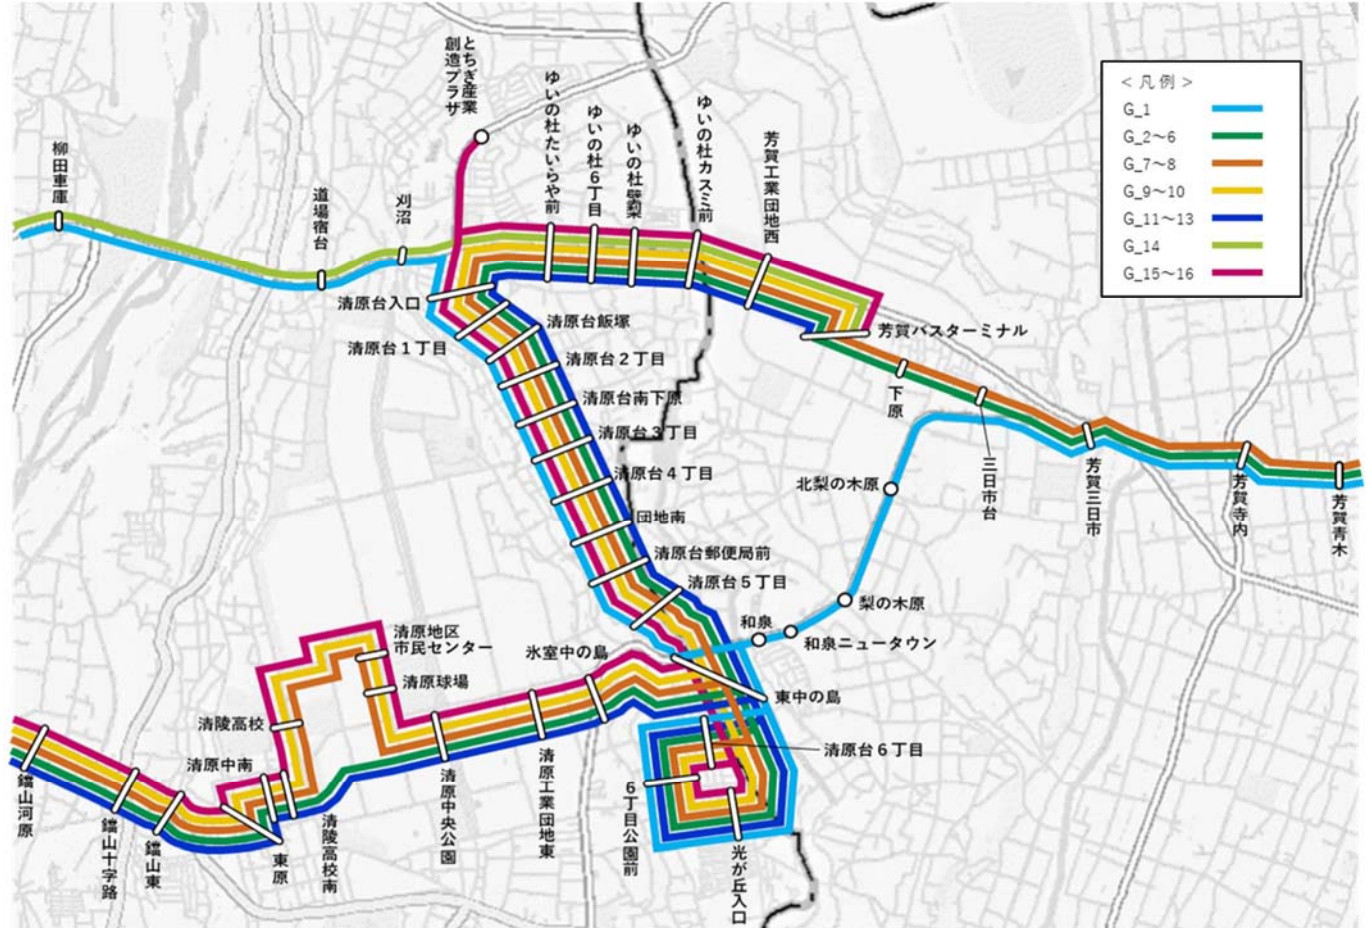 とちぎ産業
創造プラザ
ゆいの杜たいらや前
ゆいの杜6丁目
ゆいの杜カスミ前
芳賀工業団地西
<凡例>
G_1
G_2～6
G_7～8
G_9～10
G_11～13
G_14
G_15～16
柳田車庫
道場宿台
刈沼
清原台入口
清原台1丁目
清原台飯塚
清原台2丁目
清原台南下原
清原台3丁目
清原台4丁目
団地南
清原台郵便局前
清原台5丁目
芳賀バスターミナル
下原
三日市台
芳賀三日市
芳賀寺内
芳賀青木
北梨の木原
梨の木原
和泉
和泉ニュータウン
氷室中の島
東中の島
清原地区
市民センター
清原球場
清陵高校
清原中南
清原台6丁目
6丁目公園前
光が丘入口
鐺山河原
鐺山十字路
鐺山東
東原
清陵高校南
清原中央公園
清原工業団地東